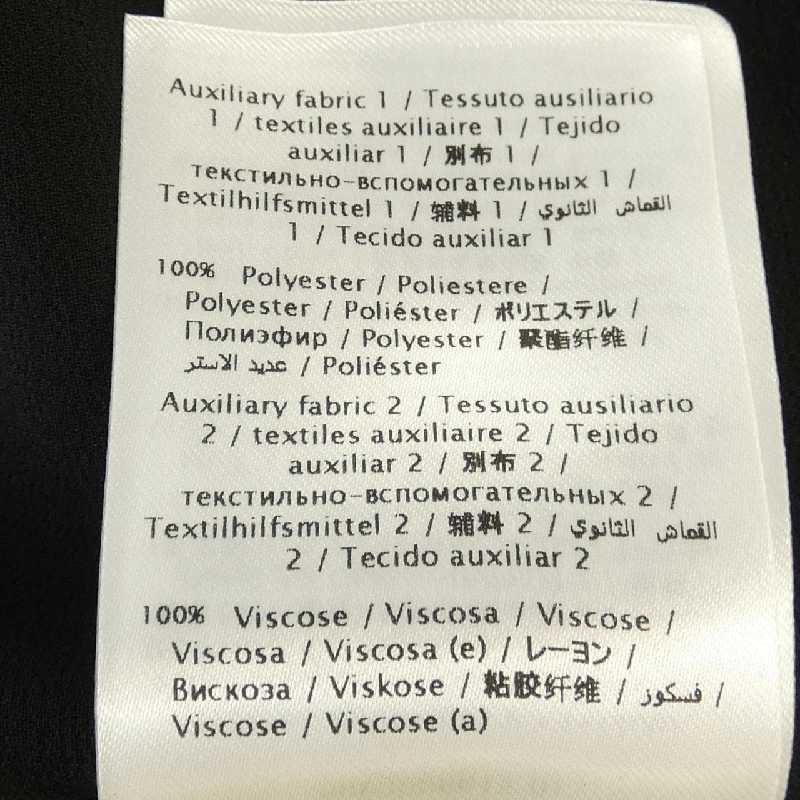 Auxiliary fabric 1 / Tessuto ausiliario
1 / textiles auxiliaire 1 / Tejido
auxiliar 1 / 別布 1 /
текстильно-вспомогательных 1 /
Textilhilfsmittel 1 / 辅料 1 / القماش الثانوي
1 / Tecido auxiliar 1
100% Polyester / Poliestere /
Polyester / Poliéster / ポリエステル /
Полиэфир / Polyester / 聚酯纤维 /
عديد الاستر / Poliéster
Auxiliary fabric 2 / Tessuto ausiliario
2 / textiles auxiliaire 2 / Tejido
auxiliar 2 / 別布 2 /
текстильно-вспомогательных 2 /
Textilhilfsmittel 2 / 辅料 2 / القماش الثانوي
2 / Tecido auxiliar 2
100% Viscose / Viscosa / Viscose /
Viscosa / Viscosa (e) / レーヨン /
Вискоза / Viskose / 粘胶纤维 / فسكوز /
Viscose / Viscose (a)